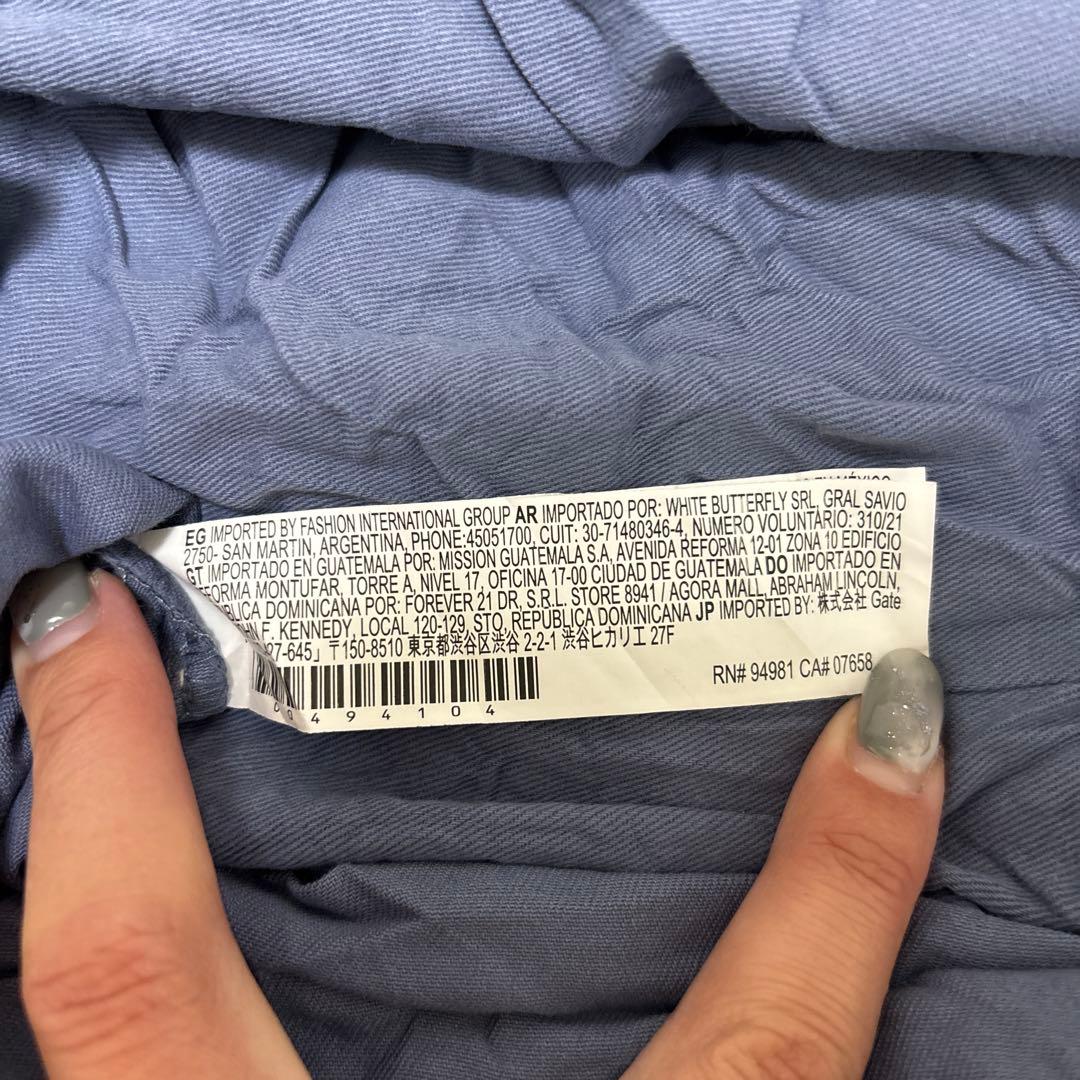 EN MÉXICO
EG IMPORTED BY FASHION INTERNATIONAL GROUP AR IMPORTADO POR: WHITE BUTTERFLY SRL, GRAL SAVIO
2750- SAN MARTIN, ARGENTINA, PHONE:45051700, CUIT: 30-71480346-4, NUMERO VOLUNTARIO: 310/21
GT IMPORTADO EN GUATEMALA POR: MISSION GUATEMALA S.A, AVENIDA REFORMA 12-01 ZONA 10 EDIFICIO
MONTUFAR, TORRE A, NIVEL 17, OFICINA 17-00 CIUDAD DE GUATEMALA DO IMPORTADO EN
DOMINICANA POR: FOREVER 21 DR, S.R.L. STORE 8941 / AGORA MALL, ABRAHAM LINCOLN,
F. KENNEDY, LOCAL 120-129, STO, REPUBLICA DOMINICANA JP IMPORTED BY: 株式会社 Gate
27-645」 〒150-8510 東京都渋谷区渋谷 2-2-1 渋谷ヒカリエ 27F
RN# 94981 CA# 07658
494104